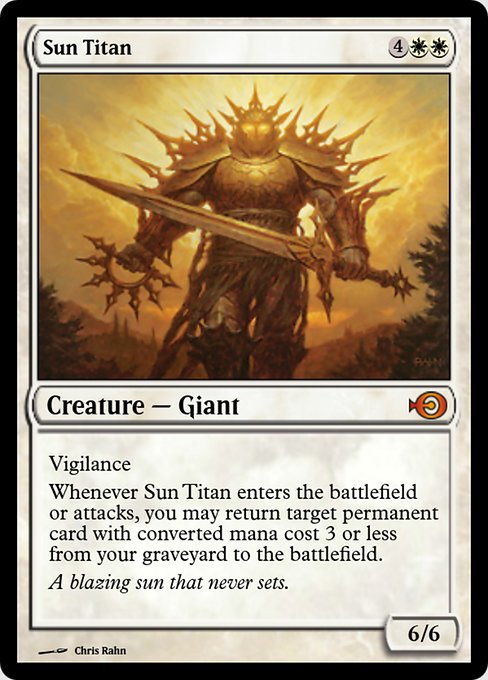 Sun Titan
4
RAHN
Creature — Giant
Vigilance
Whenever Sun Titan enters the battlefield
or attacks, you may return target permanent
card with converted mana cost 3 or less
from your graveyard to the battlefield.
A blazing sun that never sets.
6/6
Chris Rahn